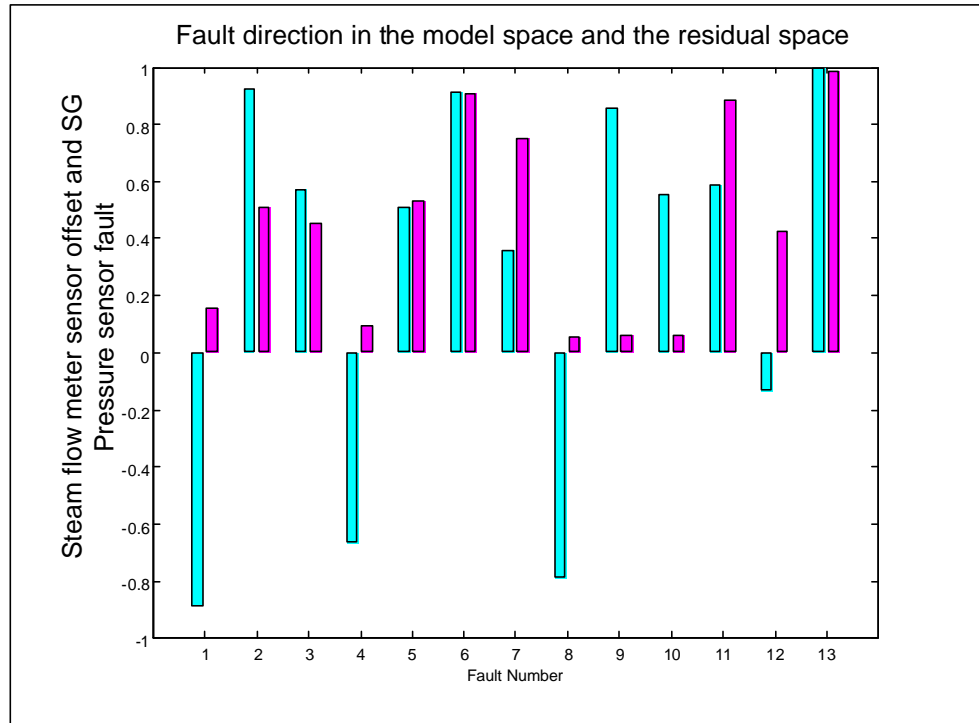 Fault direction in the model space and the residual space
Steam flow meter sensor offset and SG
Pressure sensor fault
1
0.8
0.6
0.4
0.2
0
-0.2
-0.4
-0.6
-0.8
-1
1 2 3 4 5 6 7 8 9 10 11 12 13
Fault Number